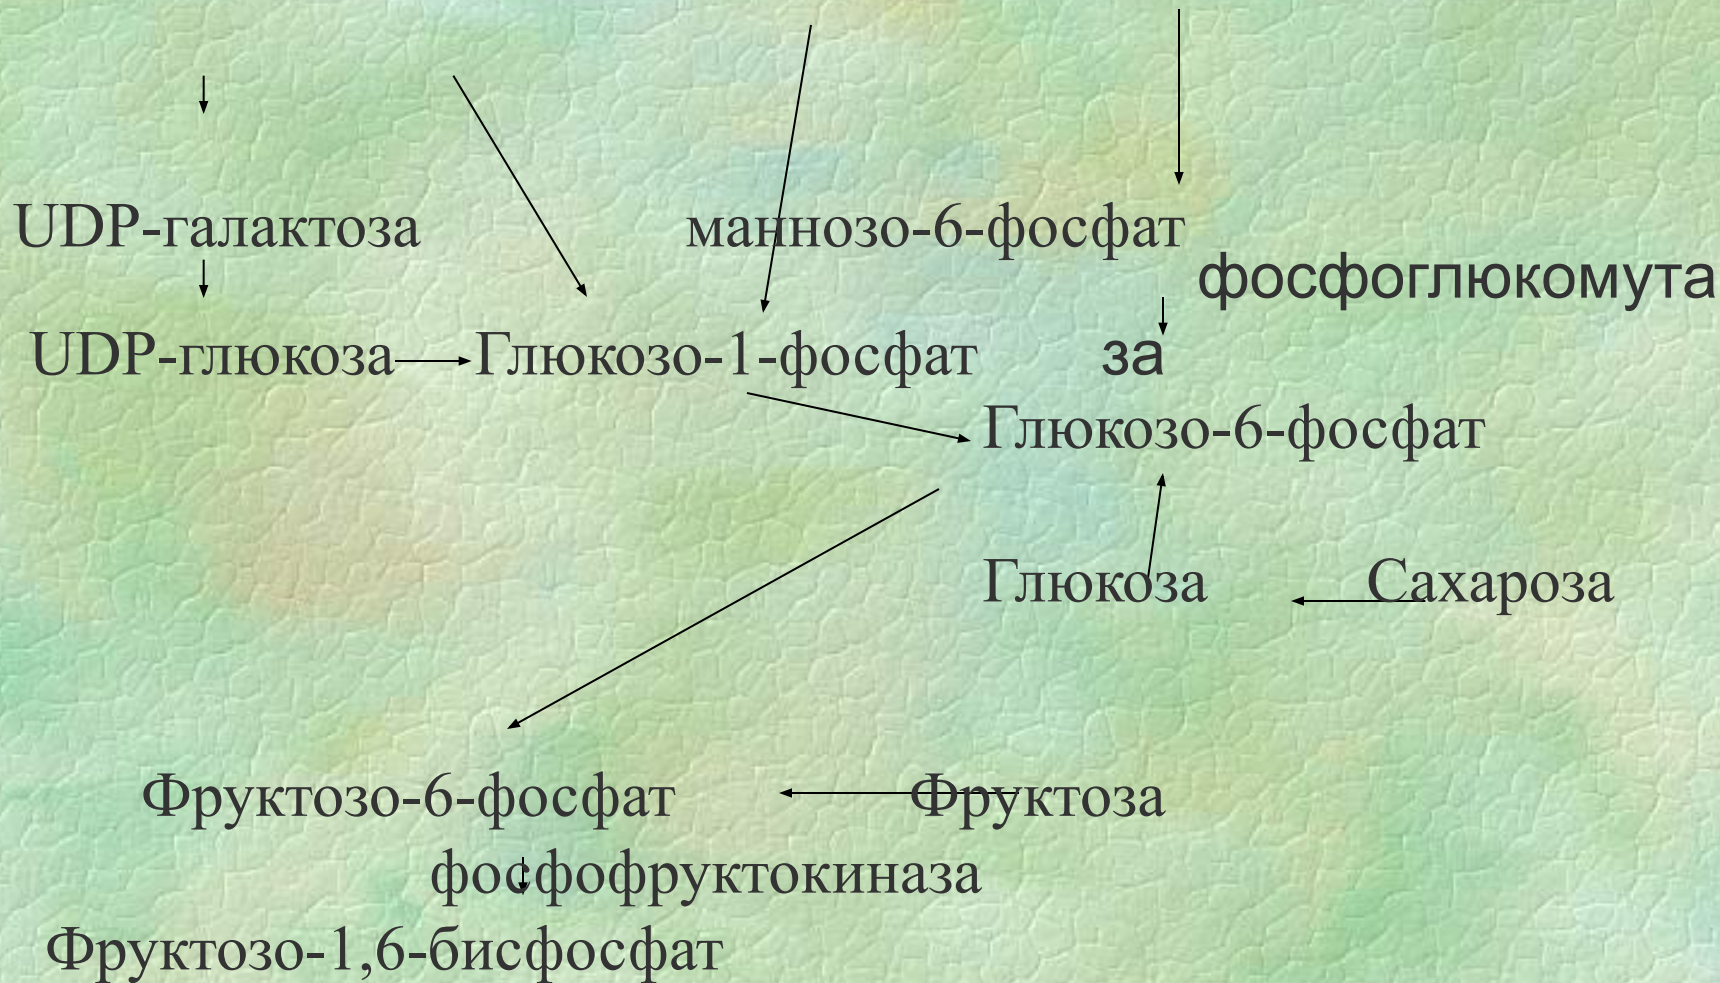 UDP-галактоза маннозо-6-фосфат
фосфоглюкомута
UDP-глюкоза Глюкозо-1-фосфат за
Глюкозо-6-фосфат
Глюкоза Сахароза
Фруктозо-6-фосфат Фруктоза
фосфофруктокиназа
Фруктозо-1,6-бисфосфат